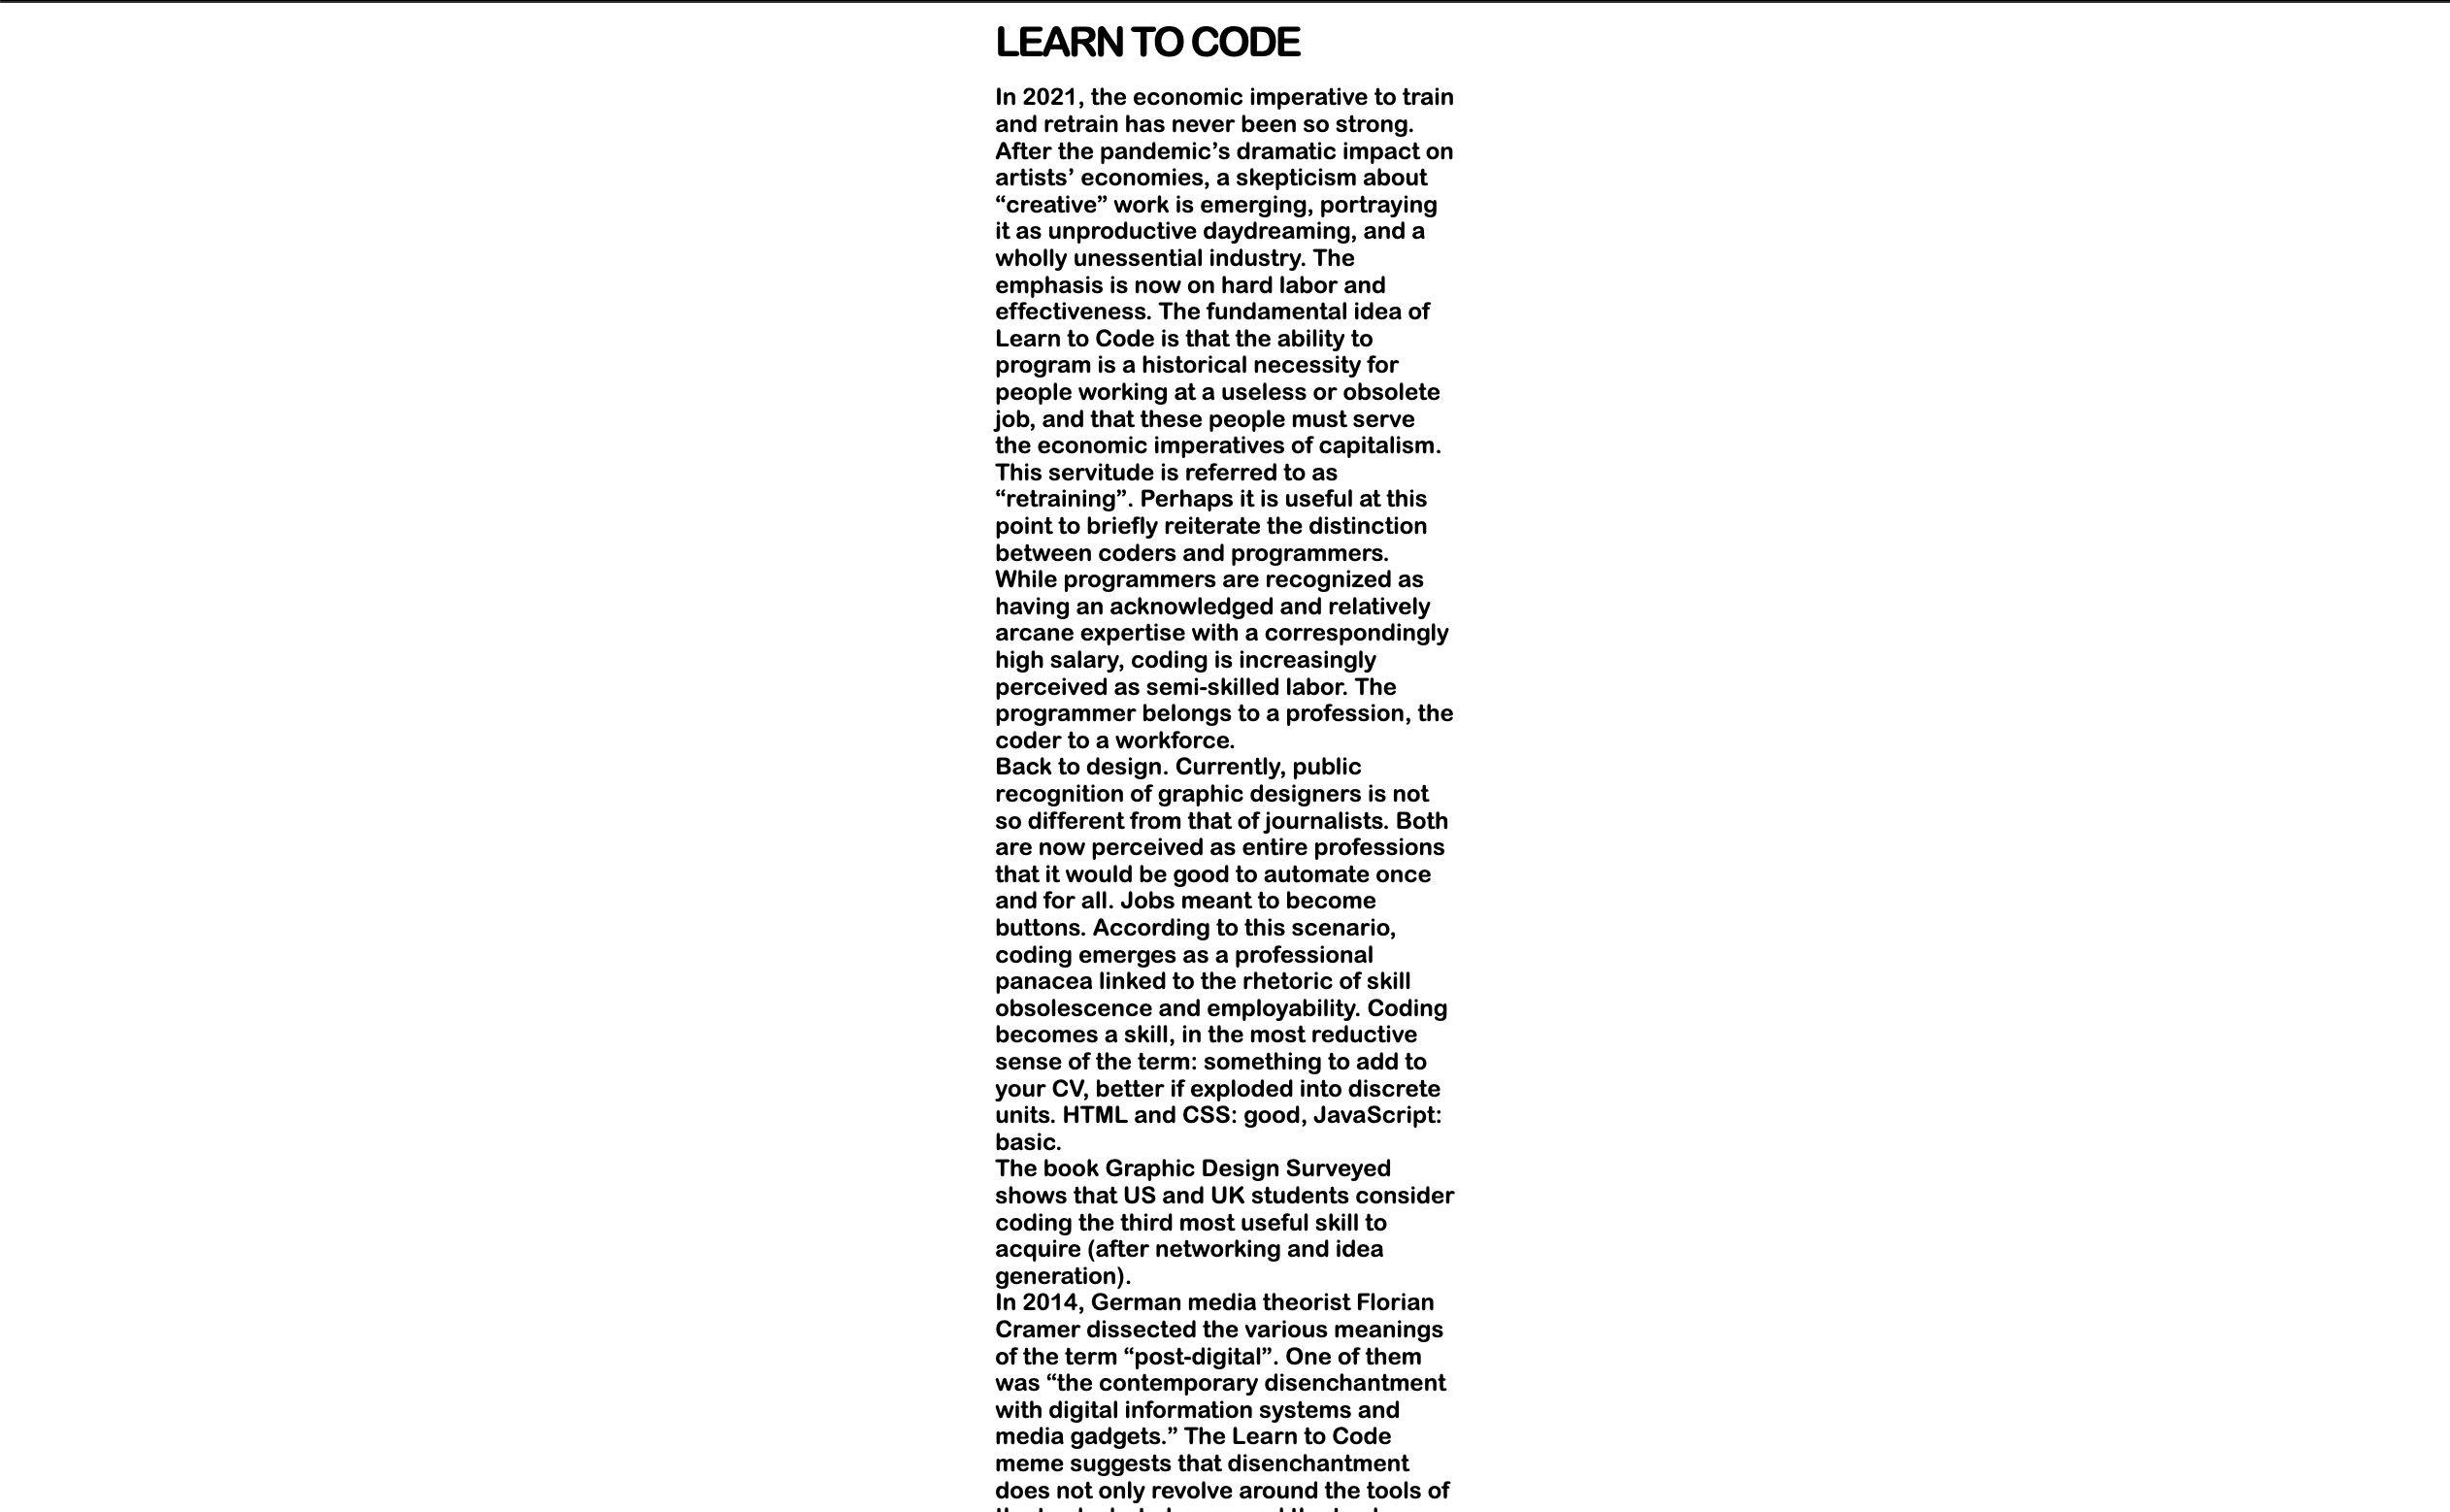 LEARN TO CODE
In 2021, the economic imperative to train
and retrain has never been so strong.
After the pandemic’s dramatic impact on
artists’ economies, a skepticism about
“creative” work is emerging, portraying
it as unproductive daydreaming, and a
wholly unessential industry. The
emphasis is now on hard labor and
effectiveness. The fundamental idea of
Learn to Code is that the ability to
program is a historical necessity for
people working at a useless or obsolete
job, and that these people must serve
the economic imperatives of capitalism.
This servitude is referred to as
“retraining”. Perhaps it is useful at this
point to briefly reiterate the distinction
between coders and programmers.
While programmers are recognized as
having an acknowledged and relatively
arcane expertise with a correspondingly
high salary, coding is increasingly
perceived as semi-skilled labor. The
programmer belongs to a profession, the
coder to a workforce.
Back to design. Currently, public
recognition of graphic designers is not
so different from that of journalists. Both
are now perceived as entire professions
that it would be good to automate once
and for all. Jobs meant to become
buttons. According to this scenario,
coding emerges as a professional
panacea linked to the rhetoric of skill
obsolescence and employability. Coding
becomes a skill, in the most reductive
sense of the term: something to add to
your CV, better if exploded into discrete
units. HTML and CSS: good, JavaScript:
basic.
The book Graphic Design Surveyed
shows that US and UK students consider
coding the third most useful skill to
acquire (after networking and idea
generation).
In 2014, German media theorist Florian
Cramer dissected the various meanings
of the term “post-digital”. One of them
was “the contemporary disenchantment
with digital information systems and
media gadgets.” The Learn to Code
meme suggests that disenchantment
does not only revolve around the tools of